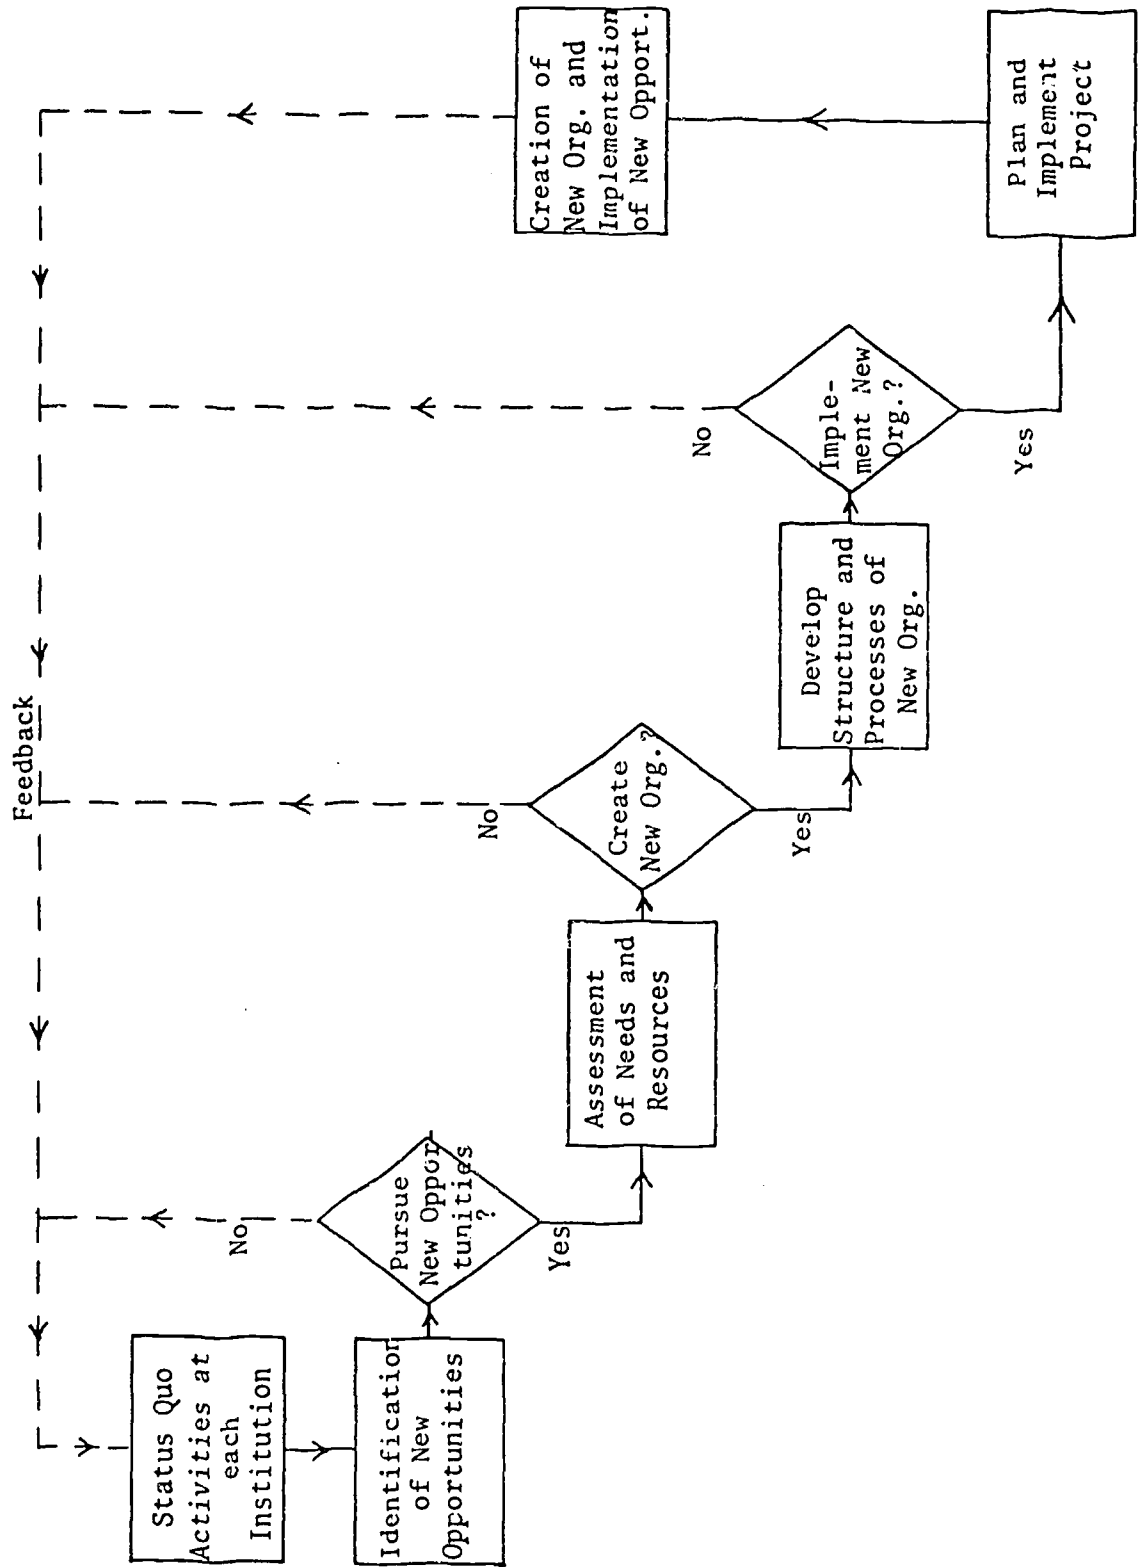 Feedback
Status Quo
Activities at
each
Institution
Identification
of New
Opportunities
Pursue
New Oppor
tunities
?
No
Yes
Assessment
of Needs and
Resources
Create
New Org.?
No
Yes
Develop
Structure and
Processes of
New Org.
Imple-
ment New
Org.?
No
Yes
Plan and
Implement
Project
Creation of
New Org. and
Implementation
of New Opport.